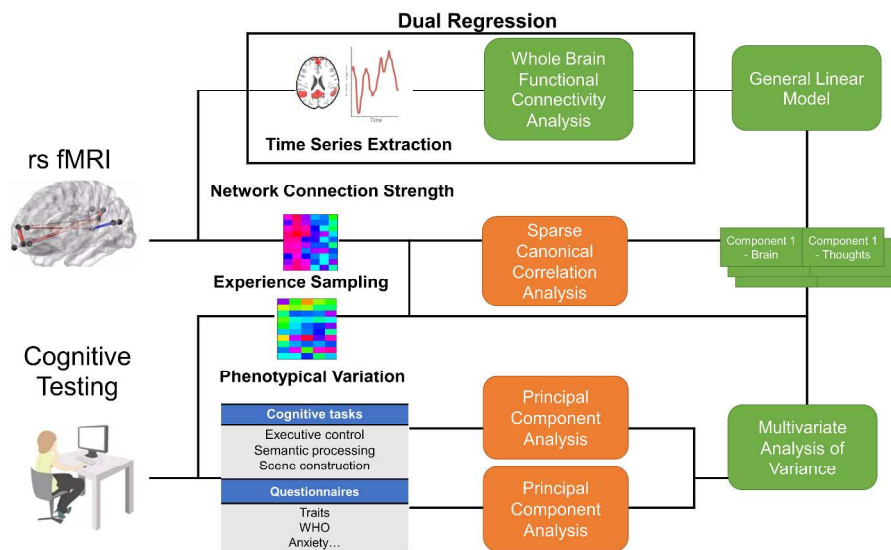 Dual Regression
Whole Brain
Functional
Connectivity
Analysis
General Linear
Model
Time
Time Series Extraction
rs fMRI
Network Connection Strength
Sparse
Canonical
Correlation
Analysis
Component 1
- Brain
Component 1
- Thoughts
Experience Sampling
Cognitive
Testing
Phenotypical Variation
Cognitive tasks
Executive control
Semantic processing
Scene construction
Principal
Component
Analysis
Multivariate
Analysis of
Variance
Questionnaires
Traits
WHO
Anxiety...
Principal
Component
Analysis